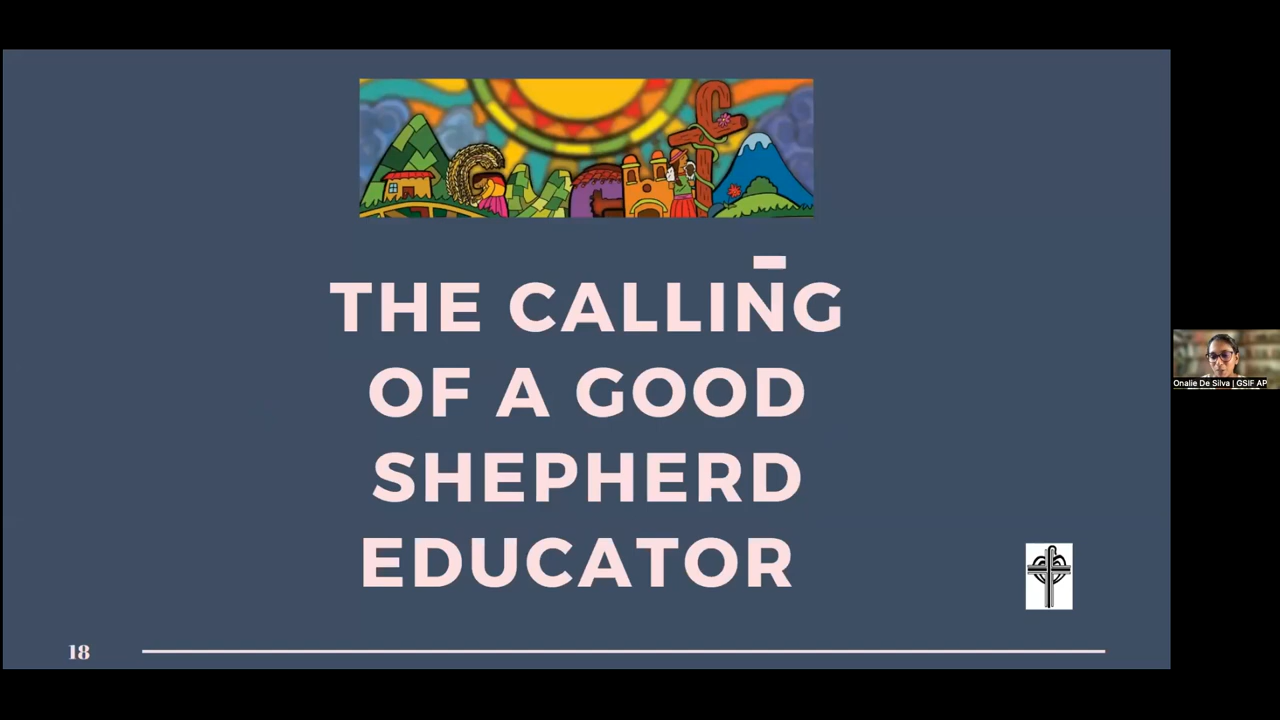 THE CALLING
OF A GOOD
SHEPHERD
EDUCATOR
18
Onalie De Silva | GSIF AP